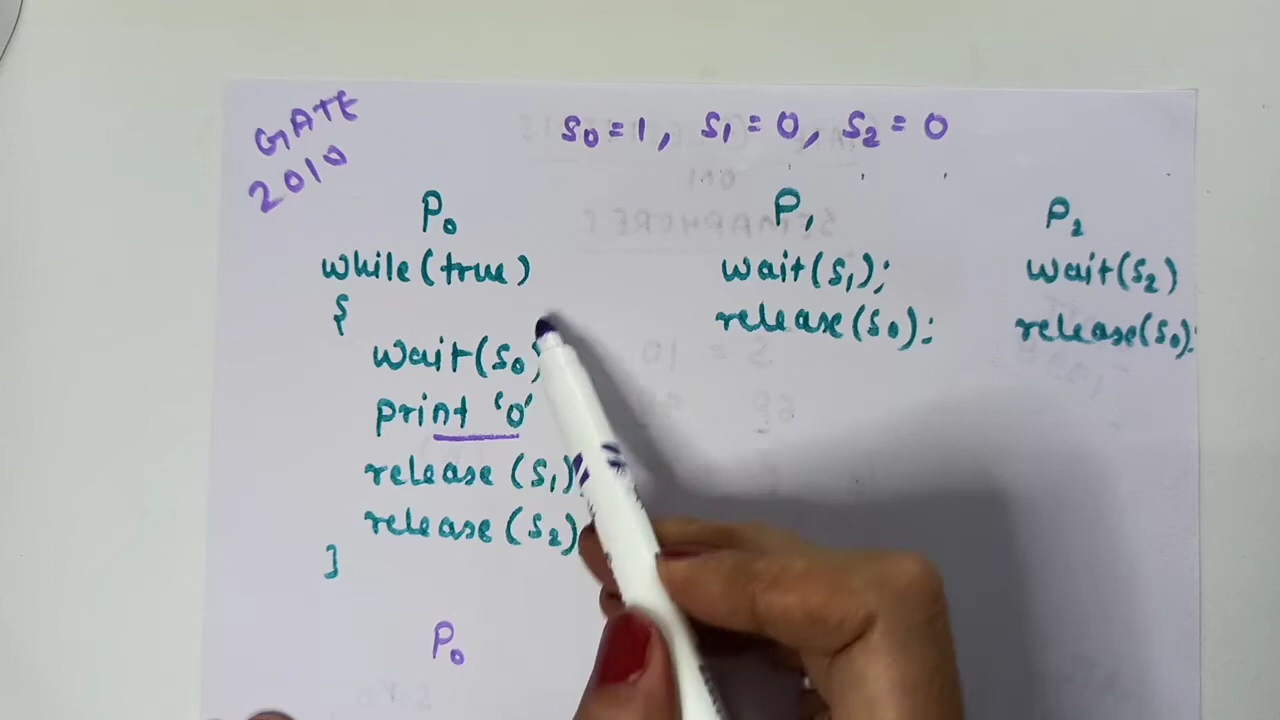 GATE
2010
S0 = 1, S1 = 0, S2 = 0
P0
while(true)
{
wait(S0)
print '0'
release (S1)
release (S2)
}
P0
P1
wait(S1);
release(S0);
P2
wait(S2)
release(S0);